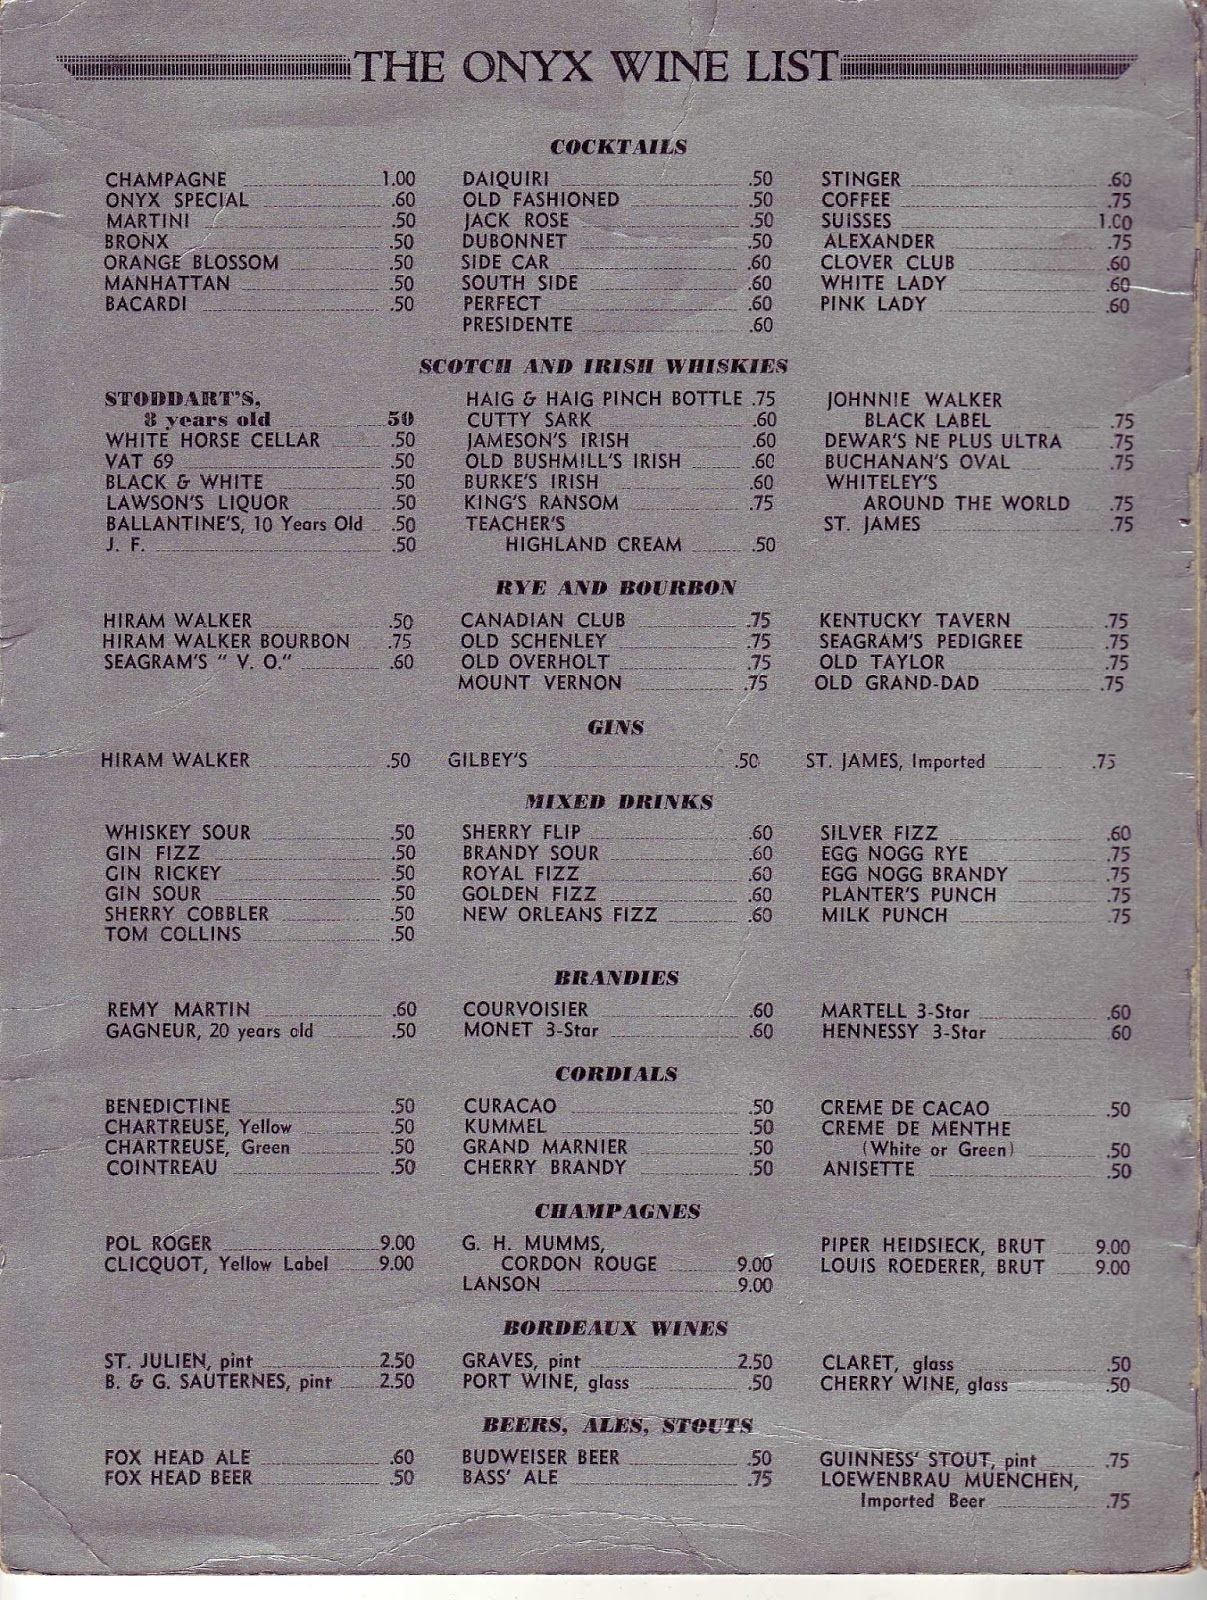 THE ONYX WINE LIST
COCKTAILS
CHAMPAGNE 1.00
ONYX SPECIAL .60
MARTINI .50
BRONX .50
ORANGE BLOSSOM .50
MANHATTAN .50
BACARDI .50
DAIQUIRI .50
OLD FASHIONED .50
JACK ROSE .50
DUBONNET .50
SIDE CAR .60
SOUTH SIDE .60
PERFECT .60
PRESIDENTE .60
STINGER .60
COFFEE .75
SUISSES 1.00
ALEXANDER .75
CLOVER CLUB .60
WHITE LADY .60
PINK LADY .60
SCOTCH AND IRISH WHISKIES
STODDART'S,
8 years old 50
WHITE HORSE CELLAR .50
VAT 69 .50
BLACK & WHITE .50
LAWSON'S LIQUOR .50
BALLANTINE'S, 10 Years Old .50
J. F. .50
HAIG & HAIG PINCH BOTTLE .75
CUTTY SARK .60
JAMESON'S IRISH .60
OLD BUSHMILL'S IRISH .60
BURKE'S IRISH .60
KING'S RANSOM .75
TEACHER'S
HIGHLAND CREAM .50
JOHNNIE WALKER
BLACK LABEL .75
DEWAR'S NE PLUS ULTRA .75
BUCHANAN'S OVAL .75
WHITELEY'S
AROUND THE WORLD .75
ST. JAMES .75
RYE AND BOURBON
HIRAM WALKER .50
HIRAM WALKER BOURBON .75
SEAGRAM'S " V. O." .60
CANADIAN CLUB .75
OLD SCHENLEY .75
OLD OVERHOLT .75
MOUNT VERNON .75
KENTUCKY TAVERN .75
SEAGRAM'S PEDIGREE .75
OLD TAYLOR .75
OLD GRAND-DAD .75
GINS
HIRAM WALKER .50
GILBEY'S .50
ST. JAMES, Imported .75
MIXED DRINKS
WHISKEY SOUR .50
GIN FIZZ .50
GIN RICKEY .50
GIN SOUR .50
SHERRY COBBLER .50
TOM COLLINS .50
SHERRY FLIP .60
BRANDY SOUR .60
ROYAL FIZZ .60
GOLDEN FIZZ .60
NEW ORLEANS FIZZ .60
SILVER FIZZ .60
EGG NOGG RYE .75
EGG NOGG BRANDY .75
PLANTER'S PUNCH .75
MILK PUNCH .75
BRANDIES
REMY MARTIN .60
GAGNEUR, 20 years old .50
COURVOISIER .60
MONET 3-Star .60
MARTELL 3-Star .60
HENNESSY 3-Star 60
CORDIALS
BENEDICTINE .50
CHARTREUSE, Yellow .50
CHARTREUSE, Green .50
COINTREAU .50
CURACAO .50
KUMMEL .50
GRAND MARNIER .50
CHERRY BRANDY .50
CREME DE CACAO .50
CREME DE MENTHE
(White or Green) .50
ANISETTE .50
CHAMPAGNES
POL ROGER 9.00
CLICQUOT, Yellow Label 9.00
G. H. MUMMS,
CORDON ROUGE 9.00
LANSON 9.00
PIPER HEIDSIECK, BRUT 9.00
LOUIS ROEDERER, BRUT 9.00
BORDEAUX WINES
ST. JULIEN, pint 2.50
B. & G. SAUTERNES, pint 2.50
GRAVES, pint 2.50
PORT WINE, glass .50
CLARET, glass .50
CHERRY WINE, glass .50
BEERS, ALES, STOUTS
FOX HEAD ALE .60
FOX HEAD BEER .50
BUDWEISER BEER .50
BASS' ALE .75
GUINNESS' STOUT, pint .75
LOEWENBRAU MUENCHEN,
Imported Beer .75